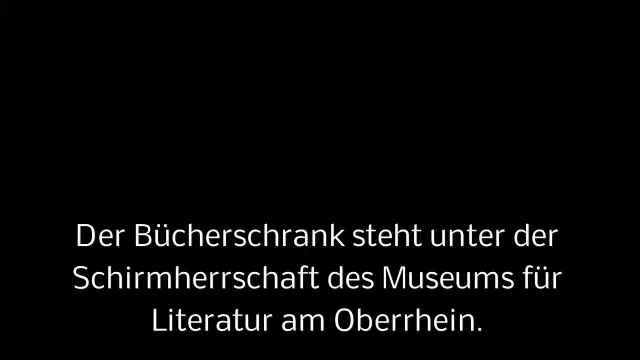 Der Bücherschrank steht unter der
Schirmherrschaft des Museums für
Literatur am Oberrhein.